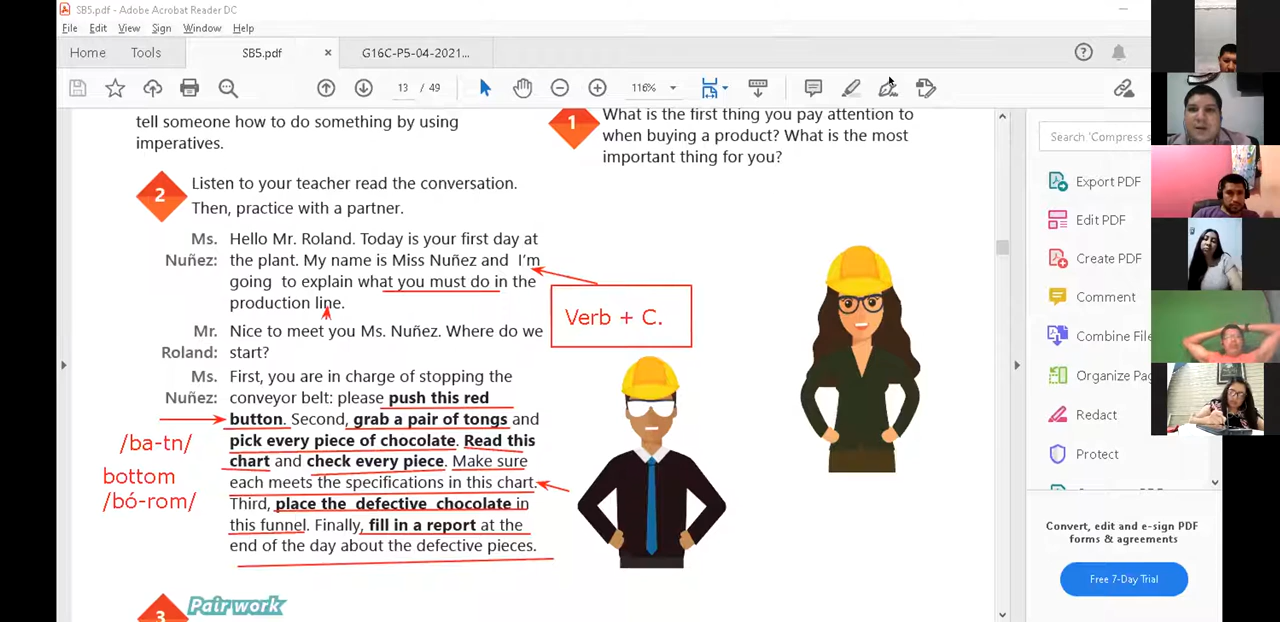 SB5.pdf - Adobe Acrobat Reader DC
File Edit View Sign Window Help
Home Tools SB5.pdf × G16C-P5-04-2021...
13 / 49 116%
tell someone how to do something by using
imperatives.
1
What is the first thing you pay attention to
when buying a product? What is the most
important thing for you?
2
Listen to your teacher read the conversation.
Then, practice with a partner.
Ms. Hello Mr. Roland. Today is your first day at
Nuñez: the plant. My name is Miss Nuñez and I'm
going to explain what you must do in the
production line.
Verb + C.
Mr. Nice to meet you Ms. Nuñez. Where do we
Roland: start?
Ms. First, you are in charge of stopping the
Nuñez: conveyor belt: please push this red
button. Second, grab a pair of tongs and
pick every piece of chocolate. Read this
chart and check every piece. Make sure
each meets the specifications in this chart.
Third, place the defective chocolate in
this funnel. Finally, fill in a report at the
end of the day about the defective pieces.
/ba-tn/
bottom
/bó-rom/
3
Pair work
Search 'Compress
Export PDF
Edit PDF
Create PDF
Comment
Combine File
Organize Pag
Redact
Protect
Convert, edit and e-sign PDF
forms & agreements
Free 7-Day Trial